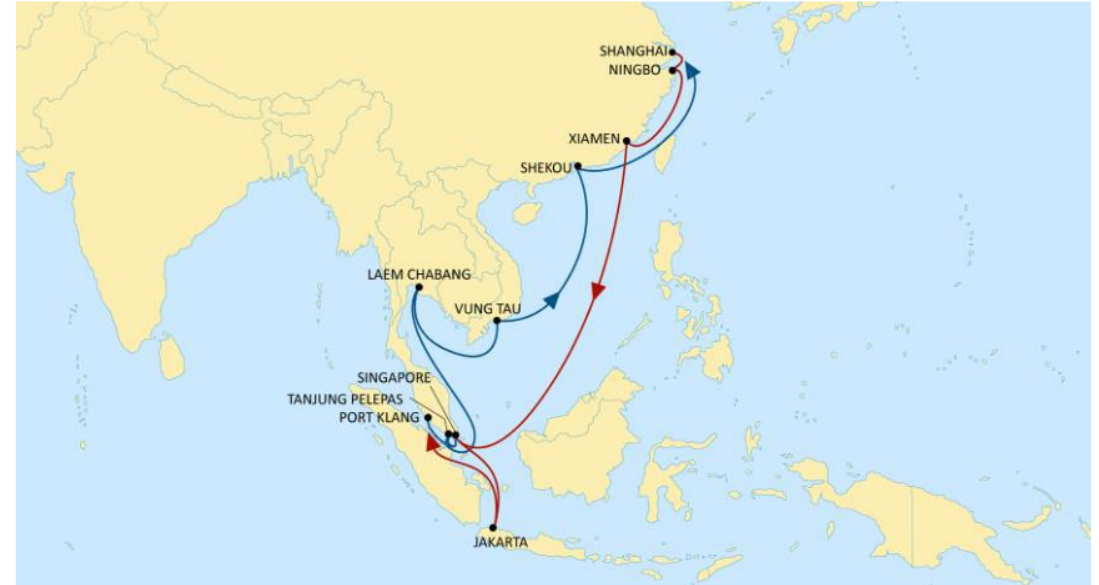 SHANGHAI
NINGBO
XIAMEN
SHEKOU
LAEM CHABANG
VUNG TAU
SINGAPORE
TANJUNG PELEPAS
PORT KLANG
JAKARTA